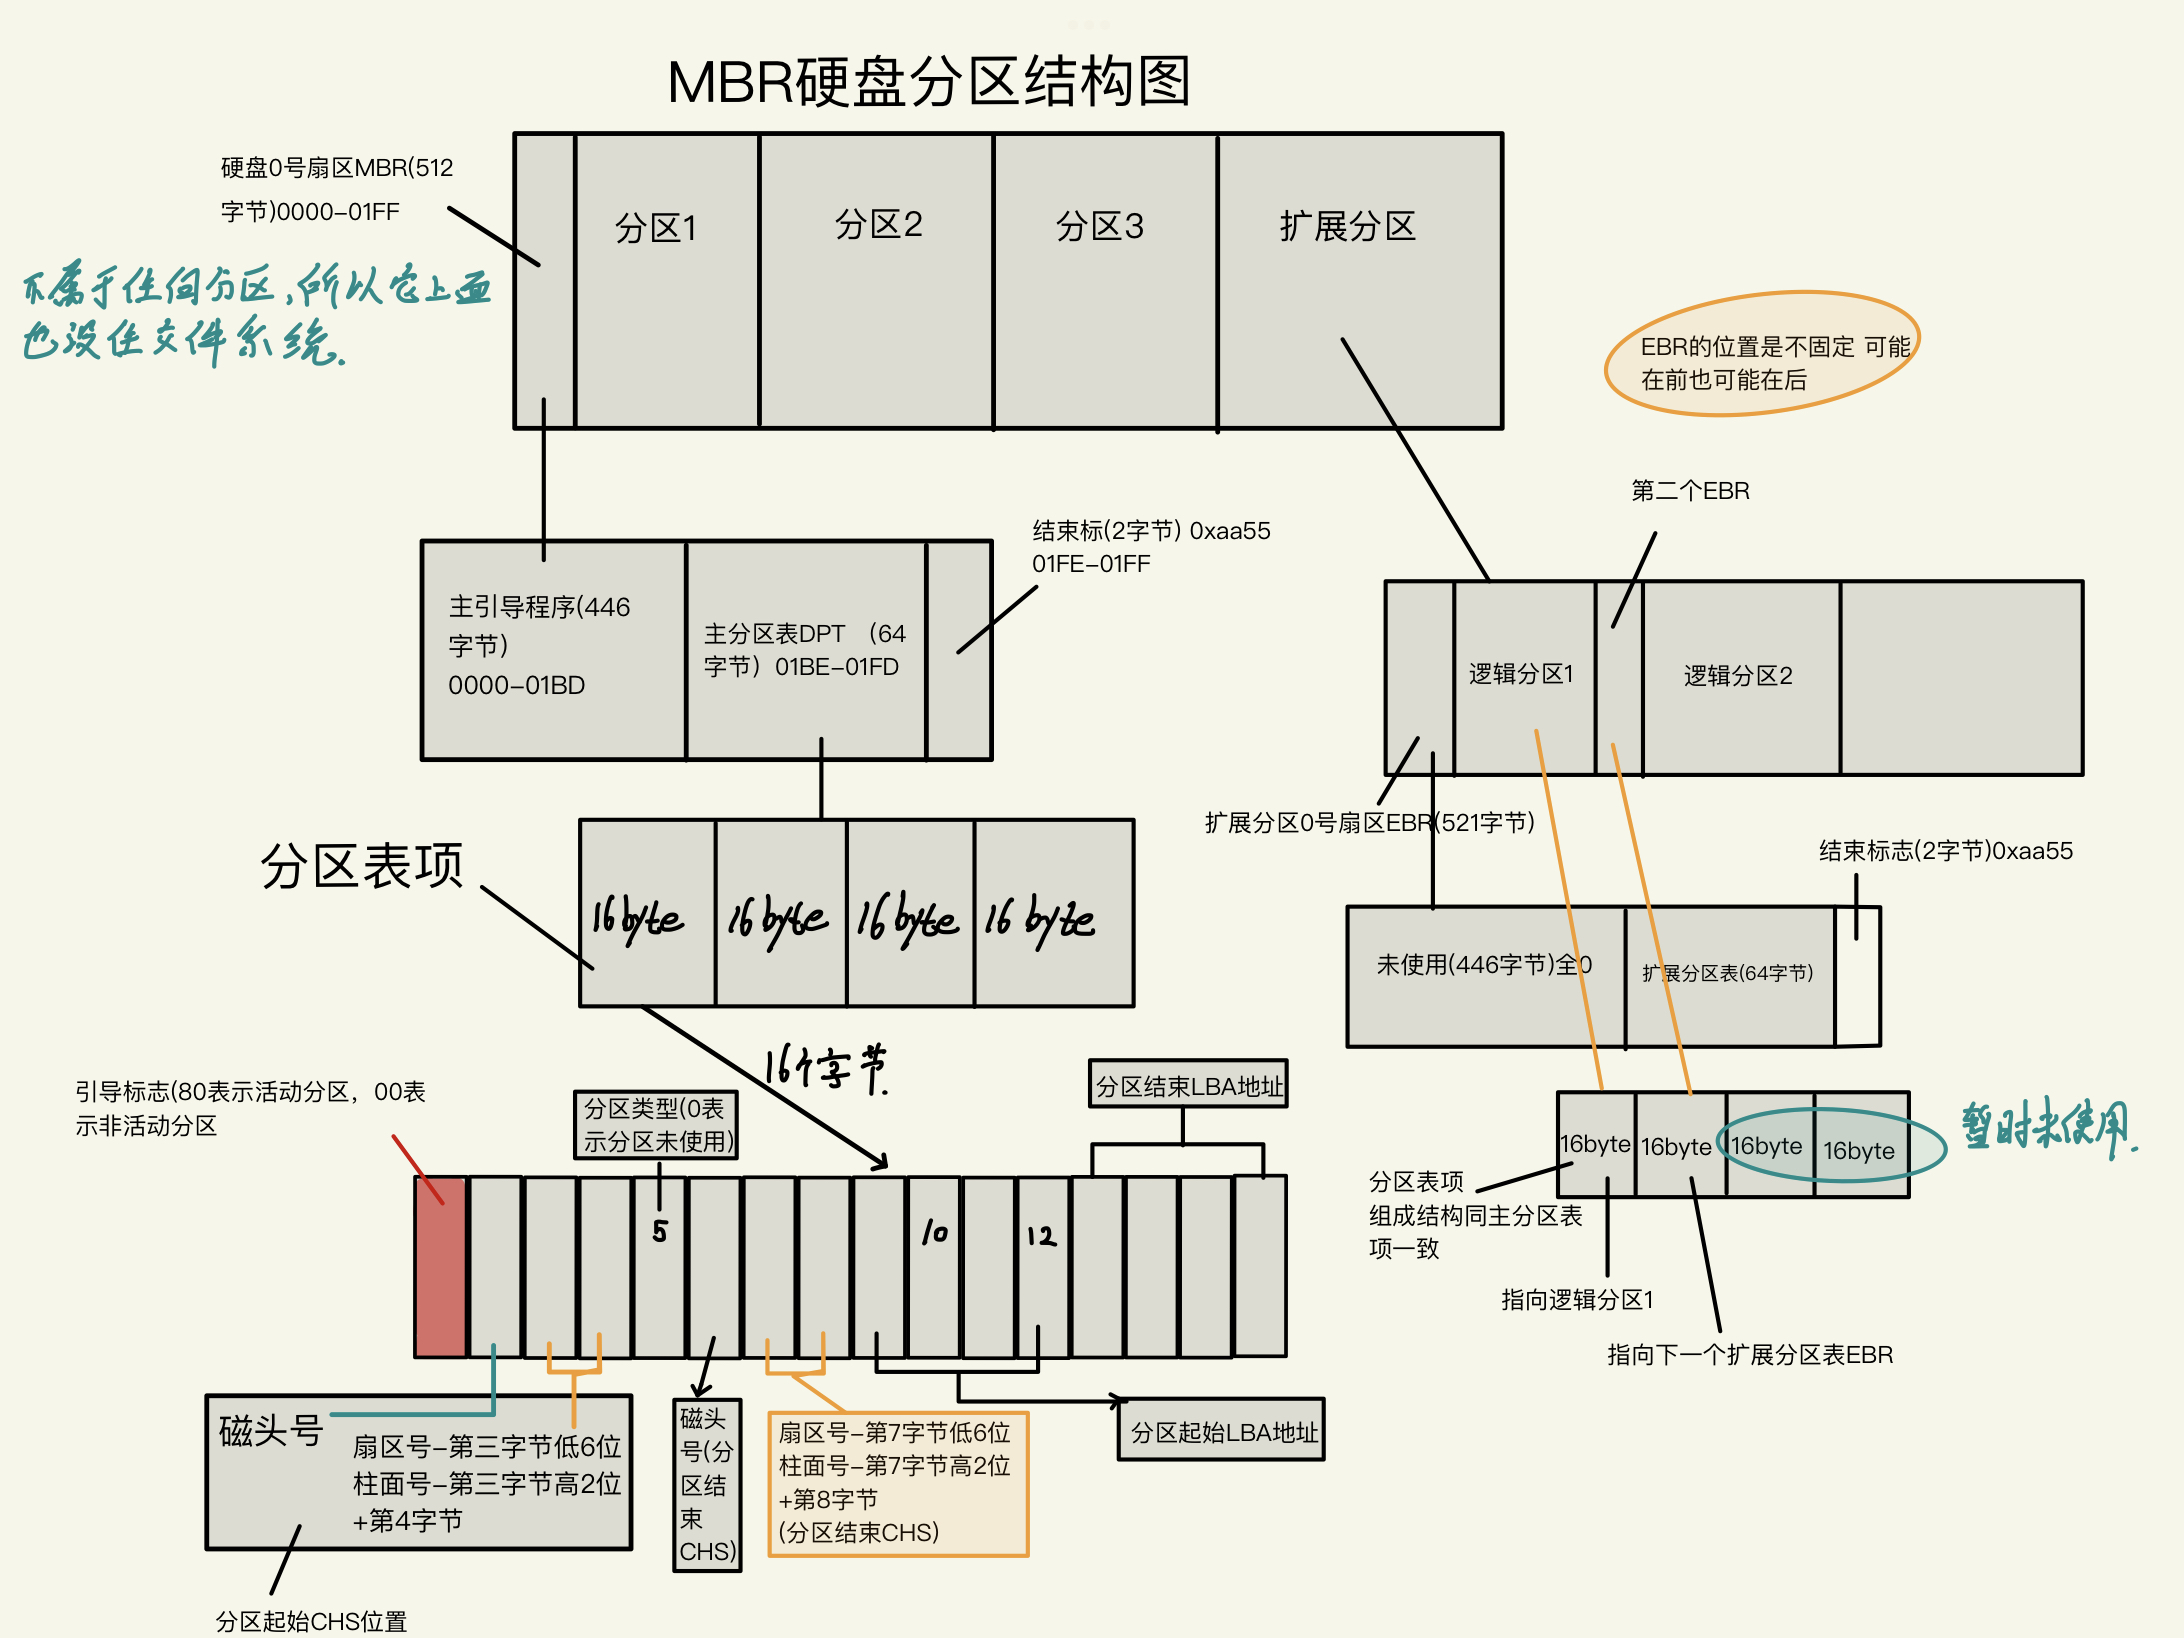 MBR硬盘分区结构图
硬盘0号扇区MBR(512
字节)0000-01FF
不属于任何分区,所以它上面
也没任文件系统.
分区1
分区2
分区3
扩展分区
EBR的位置是不固定 可能
在前也可能在后
第二个EBR
结束标(2字节) 0xaa55
01FE-01FF
主引导程序(446
字节)
0000-01BD
主分区表DPT （64
字节）01BE-01FD
逻辑分区1
逻辑分区2
扩展分区0号扇区EBR(521字节)
分区表项
16byte
16byte
16byte
16byte
结束标志(2字节)0xaa55
未使用(446字节)全0
扩展分区表(64字节)
16个字节.
引导标志(80表示活动分区，00表
示非活动分区
分区类型(0表
示分区未使用)
分区结束LBA地址
16byte
16byte
16byte
16byte
暂时未使用.
分区表项
组成结构同主分区表
项一致
5
10
12
指向逻辑分区1
指向下一个扩展分区表EBR
磁头号
扇区号-第三字节低6位
柱面号-第三字节高2位
+第4字节
磁头
号(分
区结
束
CHS)
扇区号-第7字节低6位
柱面号-第7字节高2位
+第8字节
(分区结束CHS)
分区起始LBA地址
分区起始CHS位置